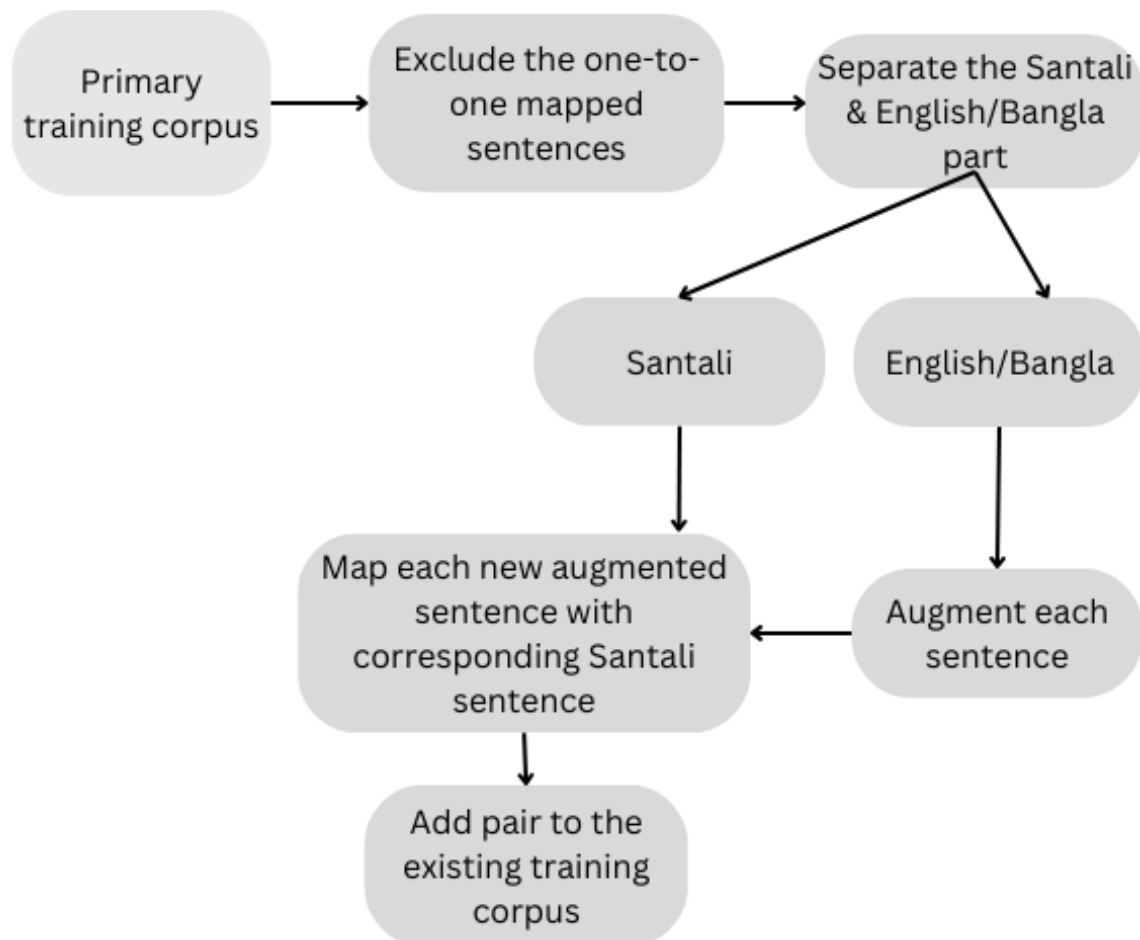 Primary
training corpus
Exclude the one-to-
one mapped
sentences
Separate the Santali
& English/Bangla
part
Santali
English/Bangla
Map each new augmented
sentence with
corresponding Santali
sentence
Augment each
sentence
Add pair to the
existing training
corpus